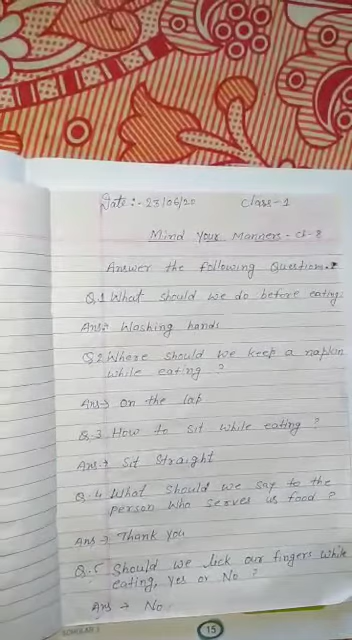 Date :- 23/06/20 Class-1
Mind Your Manners - Ch-8
Answer the following Questions.
Q.1 What should we do before eating.
Ans→ Washing hands
Q.2 Where should we keep a napkin
while eating ?
Ans→ on the lap
Q.3 How to sit while eating ?
Ans→ Sit Straight
Q.4 What should we say to the
person who serves us food ?
Ans → Thank you
Q.5 Should we lick our fingers while
eating, Yes or No ?
Ans → No
SCHOLAR
15